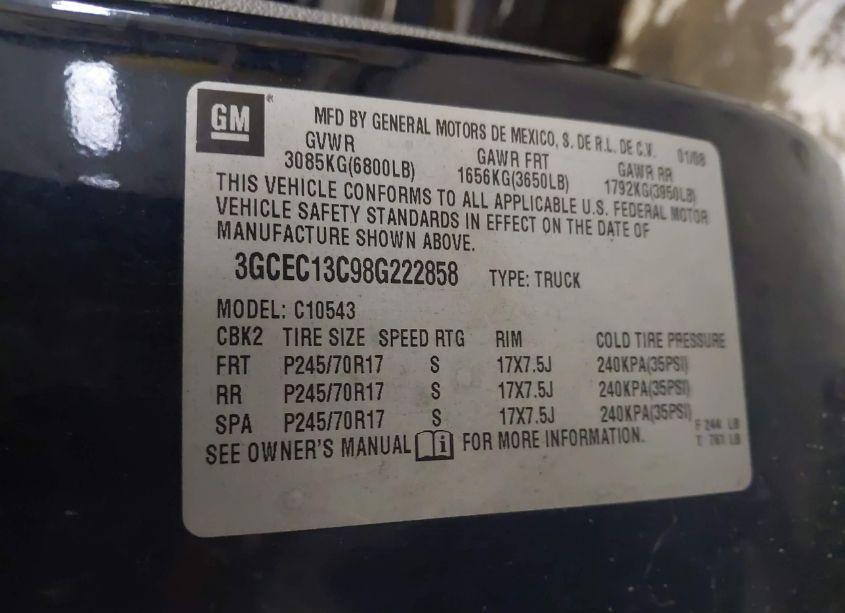 GM
MFD BY GENERAL MOTORS DE MEXICO, S. DE R.L. DE C.V. 01/08
GVWR GAWR FRT GAWR RR
3085KG(6800LB) 1656KG(3650LB) 1792KG(3950LB)
THIS VEHICLE CONFORMS TO ALL APPLICABLE U.S. FEDERAL MOTOR
VEHICLE SAFETY STANDARDS IN EFFECT ON THE DATE OF
MANUFACTURE SHOWN ABOVE.
3GCEC13C98G222858 TYPE: TRUCK
MODEL: C10543
CBK2 TIRE SIZE SPEED RTG RIM COLD TIRE PRESSURE
FRT P245/70R17 S 17X7.5J 240KPA(35PSI)
RR P245/70R17 S 17X7.5J 240KPA(35PSI)
SPA P245/70R17 S 17X7.5J 240KPA(35PSI)
F 244 LB
T 761 LB
SEE OWNER'S MANUAL FOR MORE INFORMATION.